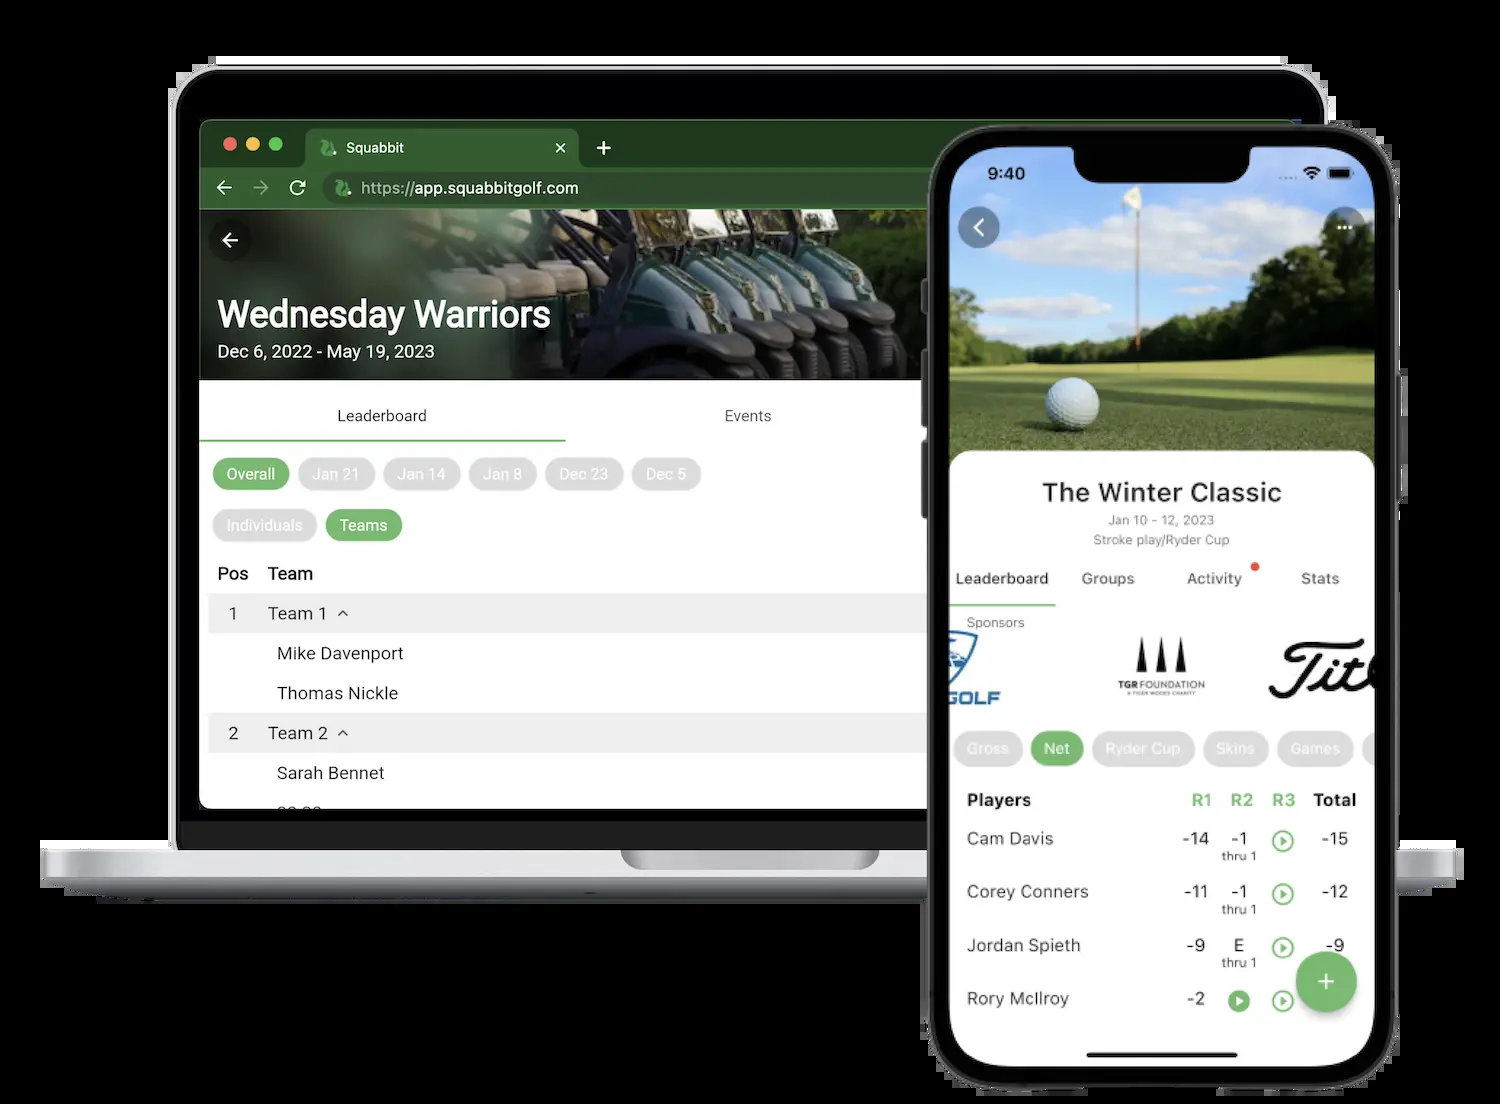 Squabbit
https://app.squabbitgolf.com
Wednesday Warriors
Dec 6, 2022 - May 19, 2023
Leaderboard Events
Overall Jan 21 Jan 14 Jan 8 Dec 23 Dec 5
Individuals Teams
Pos Team
1 Team 1
Mike Davenport
Thomas Nickle
2 Team 2
Sarah Bennet
9:40
The Winter Classic
Jan 10 - 12, 2023
Stroke play/Ryder Cup
Leaderboard Groups Activity Stats
Sponsors
GOLF
TGR FOUNDATION
A TIGER WOODS CHARITY
Titl
Gross Net Ryder Cup Skins Games
Players R1 R2 R3 Total
Cam Davis -14 -1 -15
thru 1
Corey Conners -11 -1 -12
thru 1
Jordan Spieth -9 E -9
thru 1
Rory McIlroy -2